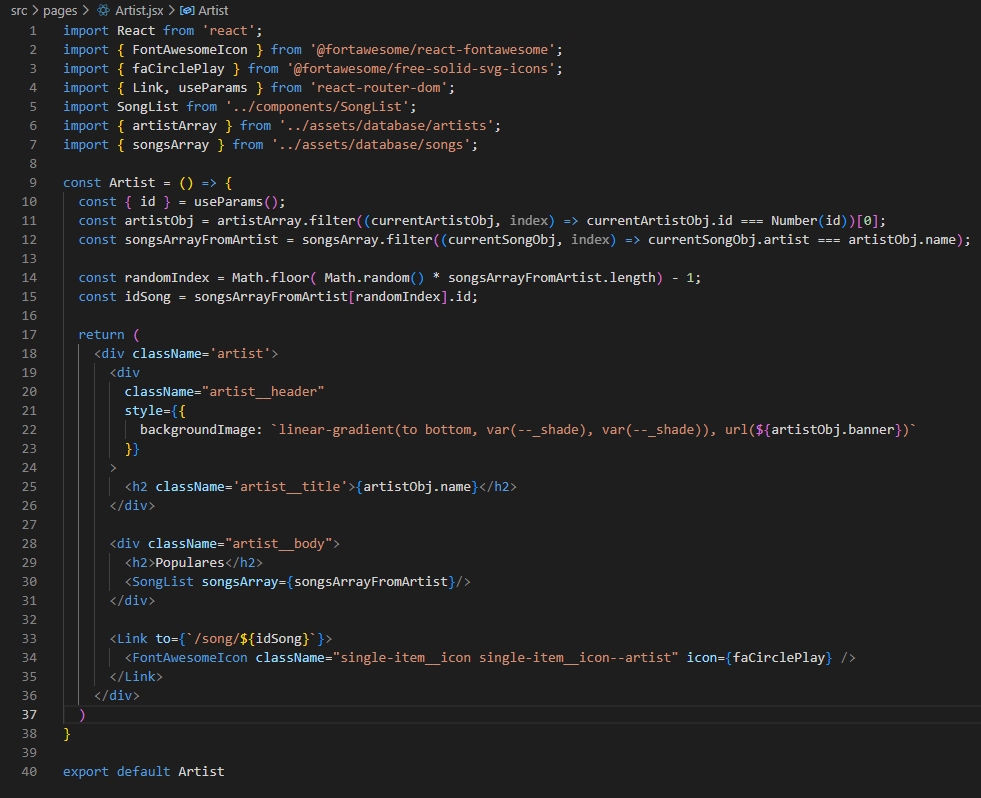 src > pages > Artist.jsx > Artist
1 import React from 'react';
2 import { FontAwesomeIcon } from '@fortawesome/react-fontawesome';
3 import { faCirclePlay } from '@fortawesome/free-solid-svg-icons';
4 import { Link, useParams } from 'react-router-dom';
5 import SongList from '../components/SongList';
6 import { artistArray } from '../assets/database/artists';
7 import { songsArray } from '../assets/database/songs';
8
9 const Artist = () => {
10   const { id } = useParams();
11   const artistObj = artistArray.filter((currentArtistObj, index) => currentArtistObj.id === Number(id))[0];
12   const songsArrayFromArtist = songsArray.filter((currentSongObj, index) => currentSongObj.artist === artistObj.name);
13
14   const randomIndex = Math.floor( Math.random() * songsArrayFromArtist.length) - 1;
15   const idSong = songsArrayFromArtist[randomIndex].id;
16
17   return (
18     <div className='artist'>
19       <div
20         className="artist__header"
21         style={{
22           backgroundImage: `linear-gradient(to bottom, var(--_shade), var(--_shade)), url(${artistObj.banner})`
23         }}
24       >
25         <h2 className='artist__title'>{artistObj.name}</h2>
26       </div>
27
28       <div className="artist__body">
29         <h2>Populares</h2>
30         <SongList songsArray={songsArrayFromArtist}/>
31       </div>
32
33       <Link to={`/song/${idSong}`}>
34         <FontAwesomeIcon className="single-item__icon single-item__icon--artist" icon={faCirclePlay} />
35       </Link>
36     </div>
37   )
38 }
39
40 export default Artist